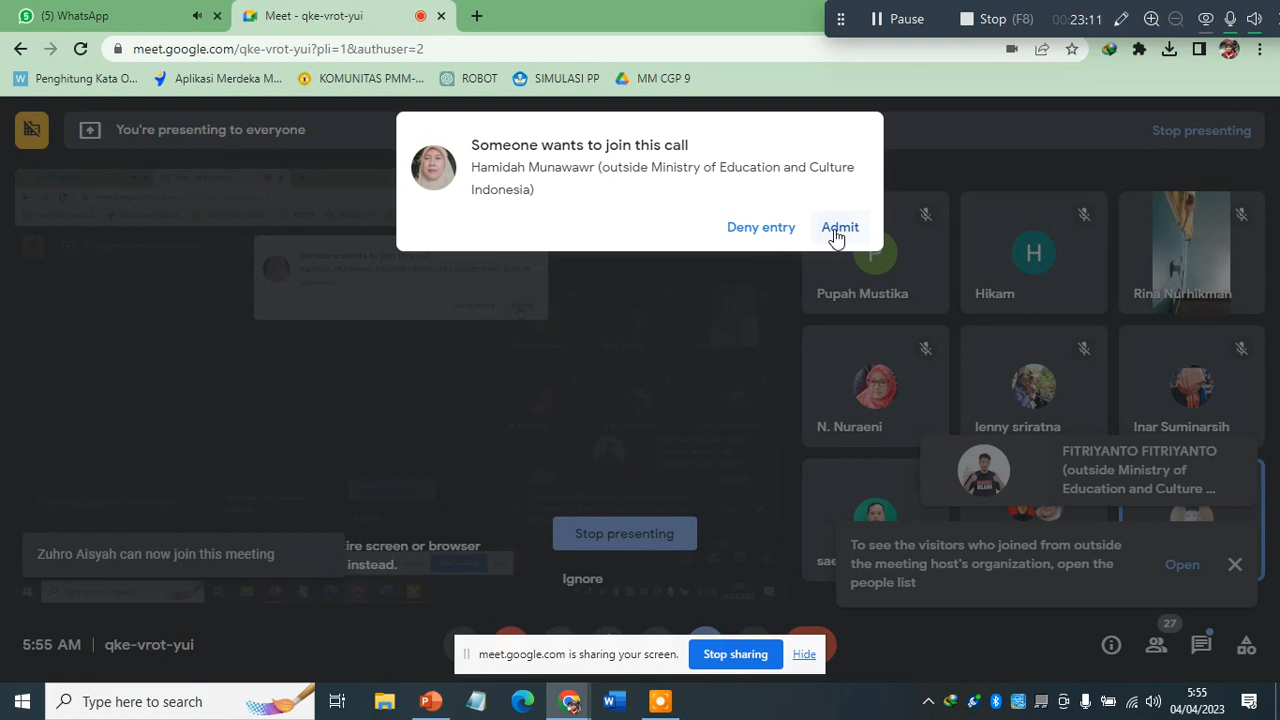 (5) WhatsApp
Meet - qke-vrot-yui
Pause
Stop (F8)
00:23:11
meet.google.com/qke-vrot-yui?pli=1&authuser=2
Penghitung Kata O...
Aplikasi Merdeka M...
KOMUNITAS PMM-...
ROBOT
SIMULASI PP
MM CGP 9
You're presenting to everyone
Stop presenting
Someone wants to join this call
Hamidah Munawawr (outside Ministry of Education and Culture
Indonesia)
Deny entry
Admit
P
H
Pupah Mustika
Hikam
Rina Nurhikman
N. Nuraeni
lenny sriratna
Inar Suminarsih
FITRIYANTO FITRIYANTO
(outside Ministry of
Education and Culture ...
Stop presenting
Zuhro Aisyah can now join this meeting
ire screen or browser
instead.
Ignore
sae
To see the visitors who joined from outside
the meeting host's organization, open the
people list
Open
5:55 AM
qke-vrot-yui
27
meet.google.com is sharing your screen.
Stop sharing
Hide
Type here to search
5:55
04/04/2023